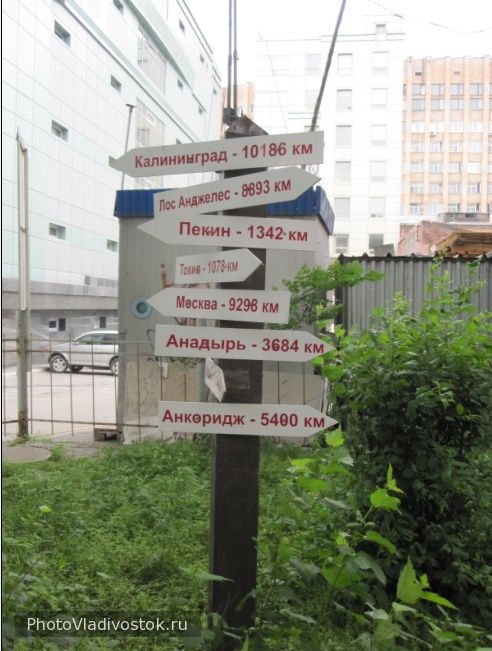 Калининград - 10186 км
Лос Анджелес - 8893 км
Пекин - 1342 км
Токио - 1078 км
Москва - 9298 км
Анадырь - 3684 км
Анкоридж - 5400 км
PhotoVladivostok.ru